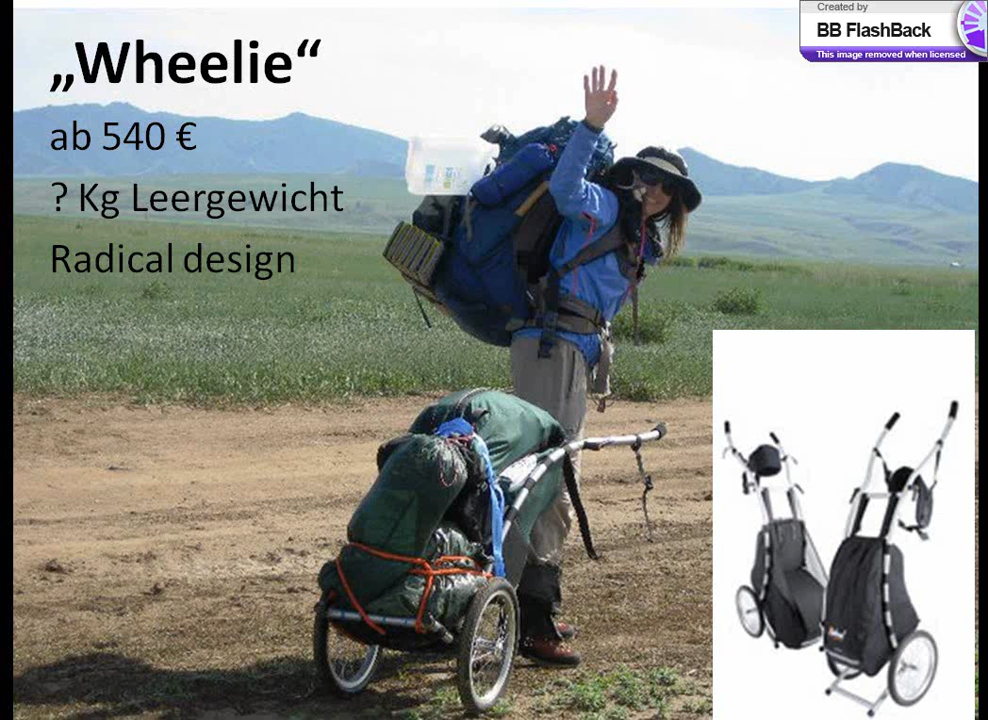 Created by
BB FlashBack
This image removed when licensed
„Wheelie“
ab 540 €
? Kg Leergewicht
Radical design